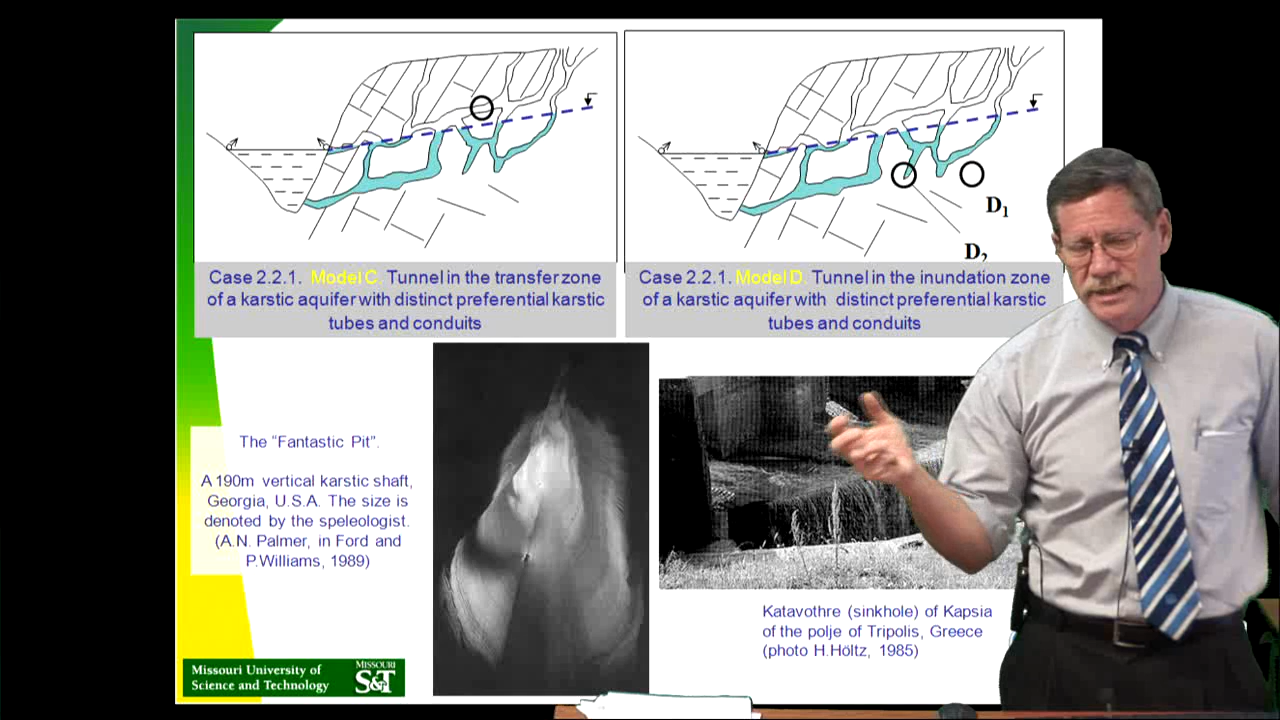 D₁
D₂
Case 2.2.1. Model C. Tunnel in the transfer zone
of a karstic aquifer with distinct preferential karstic
tubes and conduits
Case 2.2.1. Model D. Tunnel in the inundation zone
of a karstic aquifer with distinct preferential karstic
tubes and conduits
The "Fantastic Pit".
A 190m vertical karstic shaft,
Georgia, U.S.A. The size is
denoted by the speleologist.
(A.N. Palmer, in Ford and
P.Williams, 1989)
Katavothre (sinkhole) of Kapsia
of the polje of Tripolis, Greece
(photo H.Höltz, 1985)
Missouri University of
Science and Technology
MISSOURI
S&T